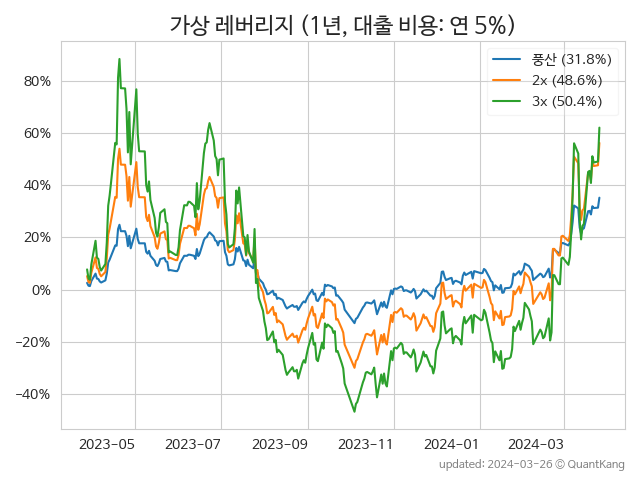 가상 레버리지 (1년, 대출 비용: 연 5%)
풍산 (31.8%)
2x (48.6%)
3x (50.4%)
80%
60%
40%
20%
0%
−20%
−40%
2023-05 2023-07 2023-09 2023-11 2024-01 2024-03
updated: 2024-03-26 © QuantKang